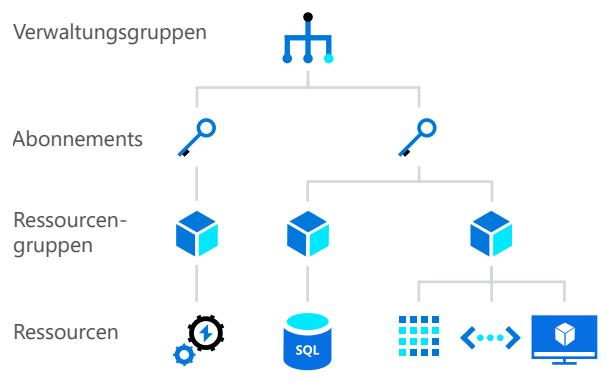 Verwaltungsgruppen
Abonnements
Ressourcen-
gruppen
Ressourcen
SQL